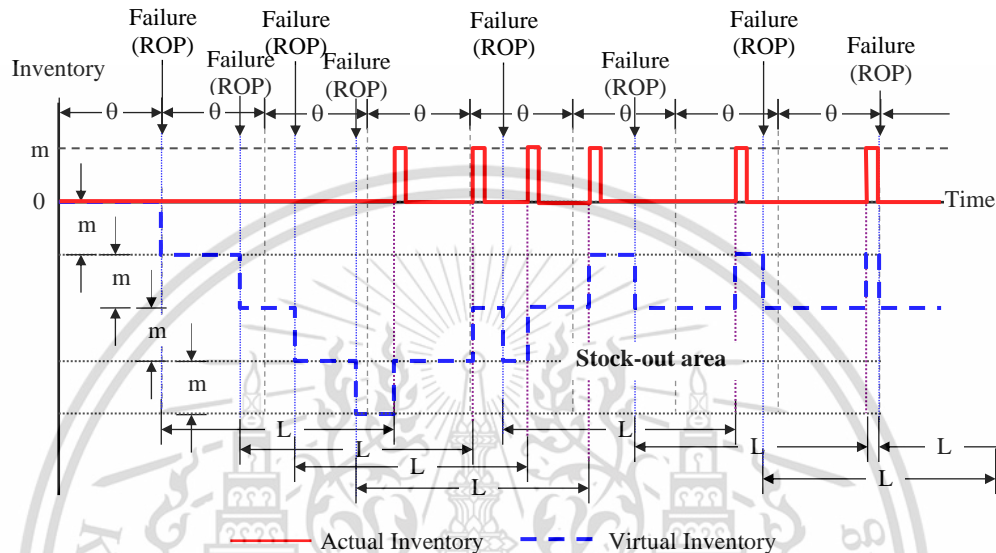 Failure
(ROP)
Failure
(ROP)
Failure
(ROP)
Failure
(ROP)
Failure
(ROP)
Failure
(ROP)
Failure
(ROP)
Failure
(ROP)
Inventory
θ θ θ θ θ θ θ θ
m
0
Time
m
m
m
m
Stock-out area
L L
L
L
L
L
L
L
K
g
Actual Inventory Virtual Inventory